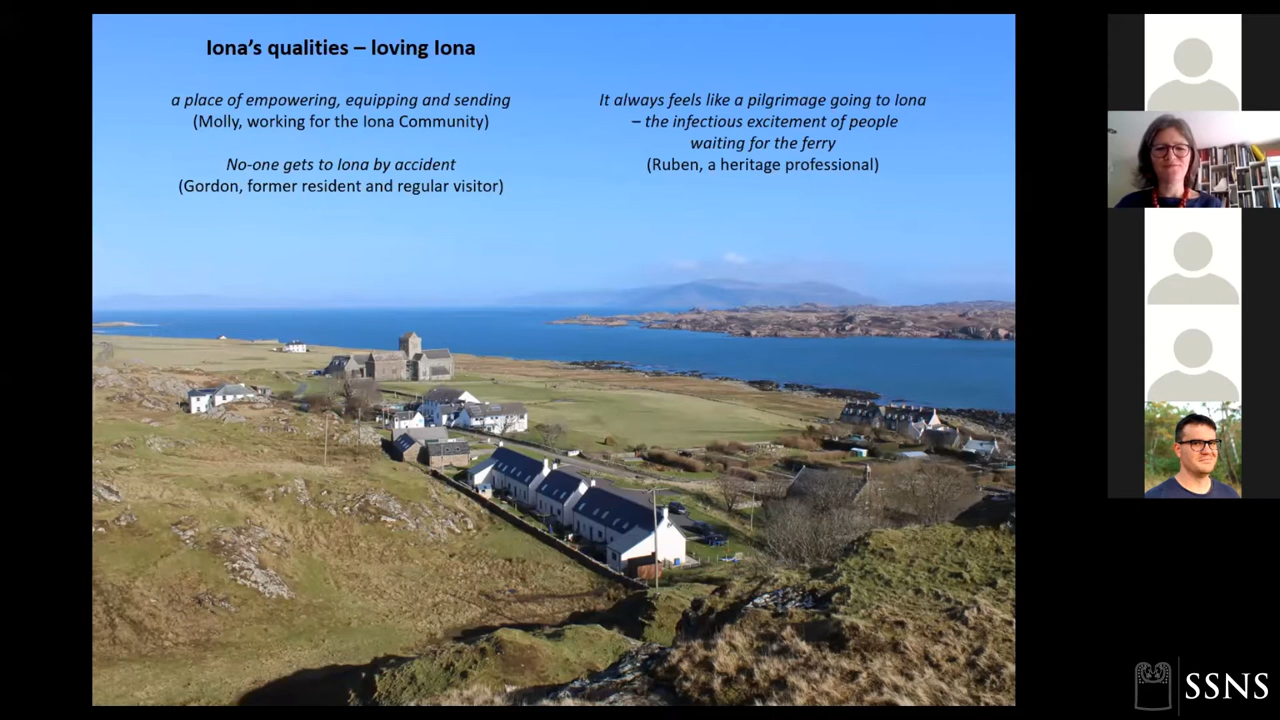 Iona’s qualities – loving Iona
a place of empowering, equipping and sending
(Molly, working for the Iona Community)
No-one gets to Iona by accident
(Gordon, former resident and regular visitor)
It always feels like a pilgrimage going to Iona
– the infectious excitement of people
waiting for the ferry
(Ruben, a heritage professional)
SSNS